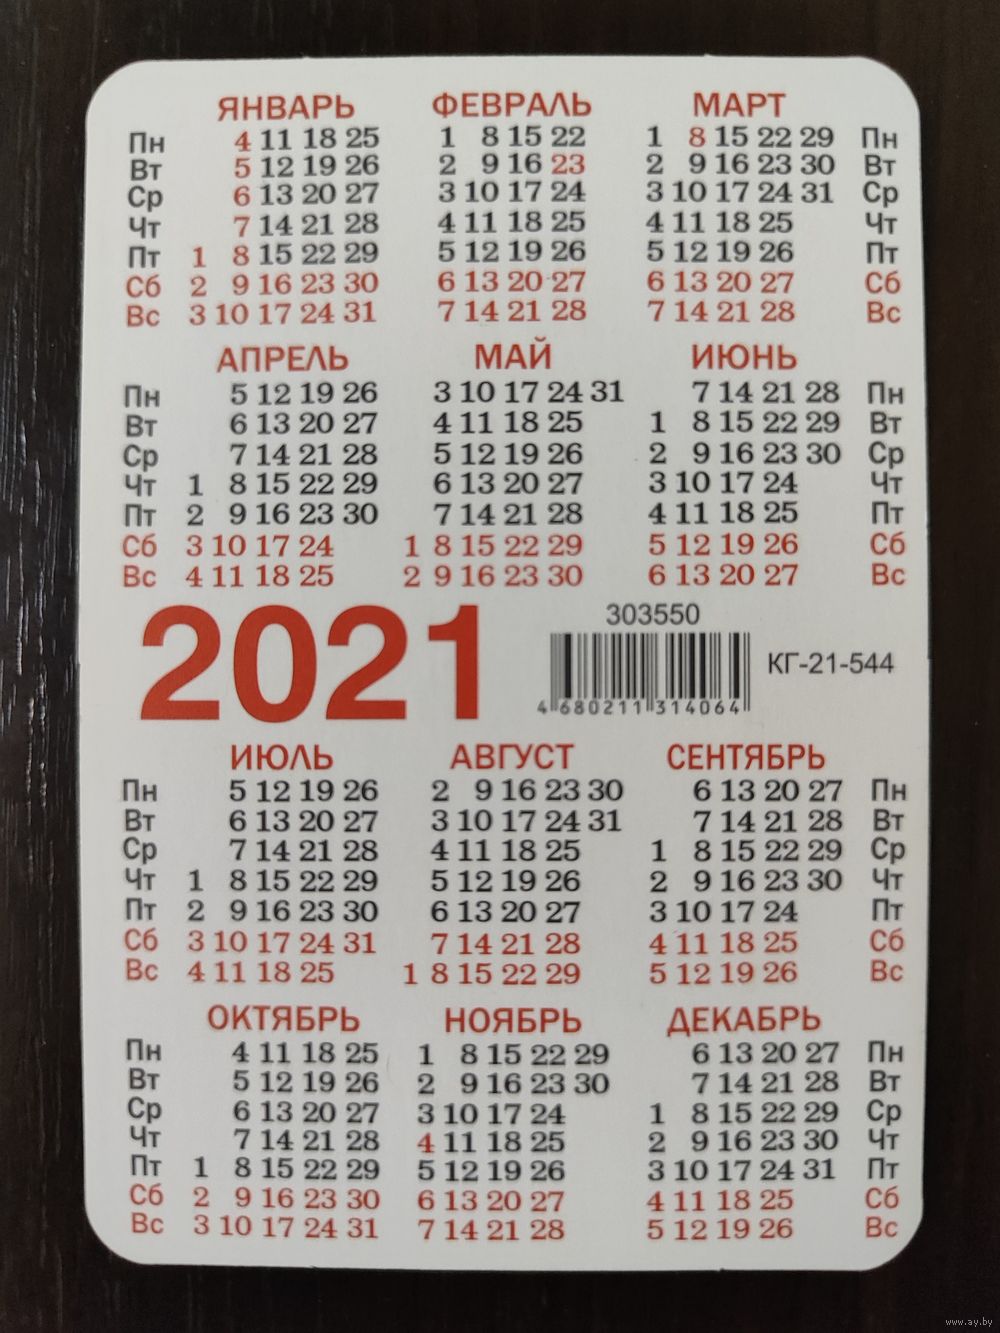 ЯНВАРЬ ФЕВРАЛЬ МАРТ
Пн 4 11 18 25 1 8 15 22 1 8 15 22 29 Пн
Вт 5 12 19 26 2 9 16 23 2 9 16 23 30 Вт
Ср 6 13 20 27 3 10 17 24 3 10 17 24 31 Ср
Чт 7 14 21 28 4 11 18 25 4 11 18 25 Чт
Пт 1 8 15 22 29 5 12 19 26 5 12 19 26 Пт
Сб 2 9 16 23 30 6 13 20 27 6 13 20 27 Сб
Вс 3 10 17 24 31 7 14 21 28 7 14 21 28 Вс
АПРЕЛЬ МАЙ ИЮНЬ
Пн 5 12 19 26 3 10 17 24 31 7 14 21 28 Пн
Вт 6 13 20 27 4 11 18 25 1 8 15 22 29 Вт
Ср 7 14 21 28 5 12 19 26 2 9 16 23 30 Ср
Чт 1 8 15 22 29 6 13 20 27 3 10 17 24 Чт
Пт 2 9 16 23 30 7 14 21 28 4 11 18 25 Пт
Сб 3 10 17 24 1 8 15 22 29 5 12 19 26 Сб
Вс 4 11 18 25 2 9 16 23 30 6 13 20 27 Вс
2021 303550 КГ-21-544
4 680211 314064
ИЮЛЬ АВГУСТ СЕНТЯБРЬ
Пн 5 12 19 26 2 9 16 23 30 6 13 20 27 Пн
Вт 6 13 20 27 3 10 17 24 31 7 14 21 28 Вт
Ср 7 14 21 28 4 11 18 25 1 8 15 22 29 Ср
Чт 1 8 15 22 29 5 12 19 26 2 9 16 23 30 Чт
Пт 2 9 16 23 30 6 13 20 27 3 10 17 24 Пт
Сб 3 10 17 24 31 7 14 21 28 4 11 18 25 Сб
Вс 4 11 18 25 1 8 15 22 29 5 12 19 26 Вс
ОКТЯБРЬ НОЯБРЬ ДЕКАБРЬ
Пн 4 11 18 25 1 8 15 22 29 6 13 20 27 Пн
Вт 5 12 19 26 2 9 16 23 30 7 14 21 28 Вт
Ср 6 13 20 27 3 10 17 24 1 8 15 22 29 Ср
Чт 7 14 21 28 4 11 18 25 2 9 16 23 30 Чт
Пт 1 8 15 22 29 5 12 19 26 3 10 17 24 31 Пт
Сб 2 9 16 23 30 6 13 20 27 4 11 18 25 Сб
Вс 3 10 17 24 31 7 14 21 28 5 12 19 26 Вс
www.ay.by